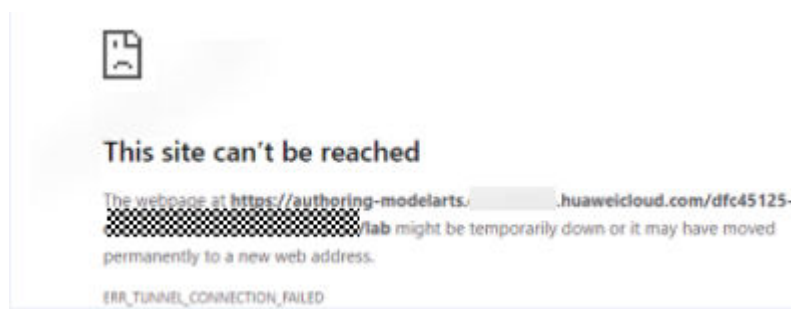 This site can't be reached
The webpage at https://authoring-modelarts. .huaweicloud.com/dfc45125-
/lab might be temporarily down or it may have moved
permanently to a new web address.
ERR_TUNNEL_CONNECTION_FAILED